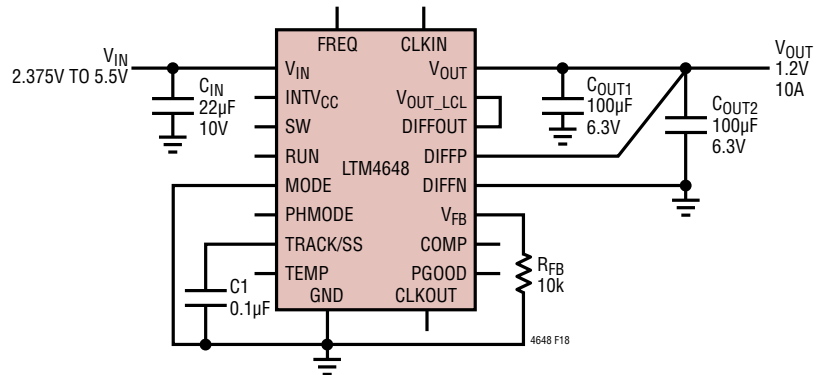 FREQ CLKIN
VIN
2.375V TO 5.5V
CIN
22µF
10V
VIN
INTVCC
SW
RUN
MODE
PHMODE
TRACK/SS
TEMP
GND
LTM4648
VOUT
VOUT_LCL
DIFFOUT
DIFFP
DIFFN
VFB
COMP
PGOOD
CLKOUT
C1
0.1µF
COUT1
100µF
6.3V
COUT2
100µF
6.3V
VOUT
1.2V
10A
RFB
10k
4648 F18